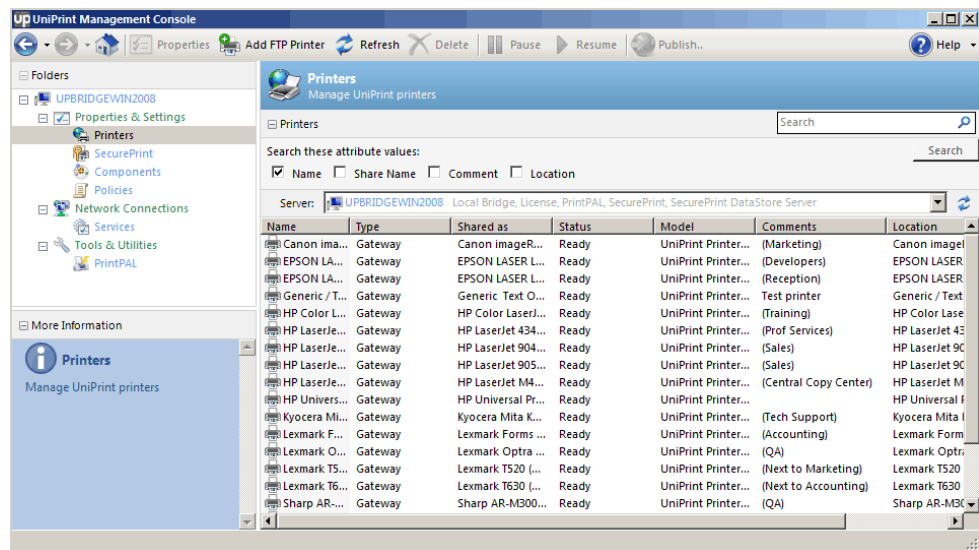 up UniPrint Management Console
Properties Add FTP Printer Refresh Delete Pause Resume Publish.. Help
Folders
UPBRIDGEWIN2008
Properties & Settings
Printers
SecurePrint
Components
Policies
Network Connections
Services
Tools & Utilities
PrintPAL
More Information
Printers
Manage UniPrint printers
Printers
Manage UniPrint printers
Printers Search
Search these attribute values: Search
Name Share Name Comment Location
Server: UPBRIDGEWIN2008 Local Bridge, License, PrintPAL, SecurePrint, SecurePrint DataStore Server
Name Type Shared as Status Model Comments Location
Canon ima... Gateway Canon imageR... Ready UniPrint Printer... (Marketing) Canon imageI
EPSON LA... Gateway EPSON LASER L... Ready UniPrint Printer... (Developers) EPSON LASER
EPSON LA... Gateway EPSON LASER L... Ready UniPrint Printer... (Reception) EPSON LASER
Generic / T... Gateway Generic Text O... Ready UniPrint Printer... Test printer Generic / Text
HP Color L... Gateway HP Color LaserJ... Ready UniPrint Printer... (Training) HP Color Lase
HP LaserJe... Gateway HP LaserJet 434... Ready UniPrint Printer... (Prof Services) HP LaserJet 43
HP LaserJe... Gateway HP LaserJet 904... Ready UniPrint Printer... (Sales) HP LaserJet 90
HP LaserJe... Gateway HP LaserJet 905... Ready UniPrint Printer... (Sales) HP LaserJet 90
HP LaserJe... Gateway HP LaserJet M4... Ready UniPrint Printer... (Central Copy Center) HP LaserJet M
HP Univers... Gateway HP Universal Pr... Ready UniPrint Printer... HP Universal
Kyocera Mi... Gateway Kyocera Mita K... Ready UniPrint Printer... (Tech Support) Kyocera Mita
Lexmark F... Gateway Lexmark Forms ... Ready UniPrint Printer... (Accounting) Lexmark Form
Lexmark O... Gateway Lexmark Optra ... Ready UniPrint Printer... (QA) Lexmark Optra
Lexmark T5... Gateway Lexmark T520 (... Ready UniPrint Printer... (Next to Marketing) Lexmark T520
Lexmark T6... Gateway Lexmark T630 (... Ready UniPrint Printer... (Next to Accounting) Lexmark T630
Sharp AR-... Gateway Sharp AR-M300... Ready UniPrint Printer... (QA) Sharp AR-M30